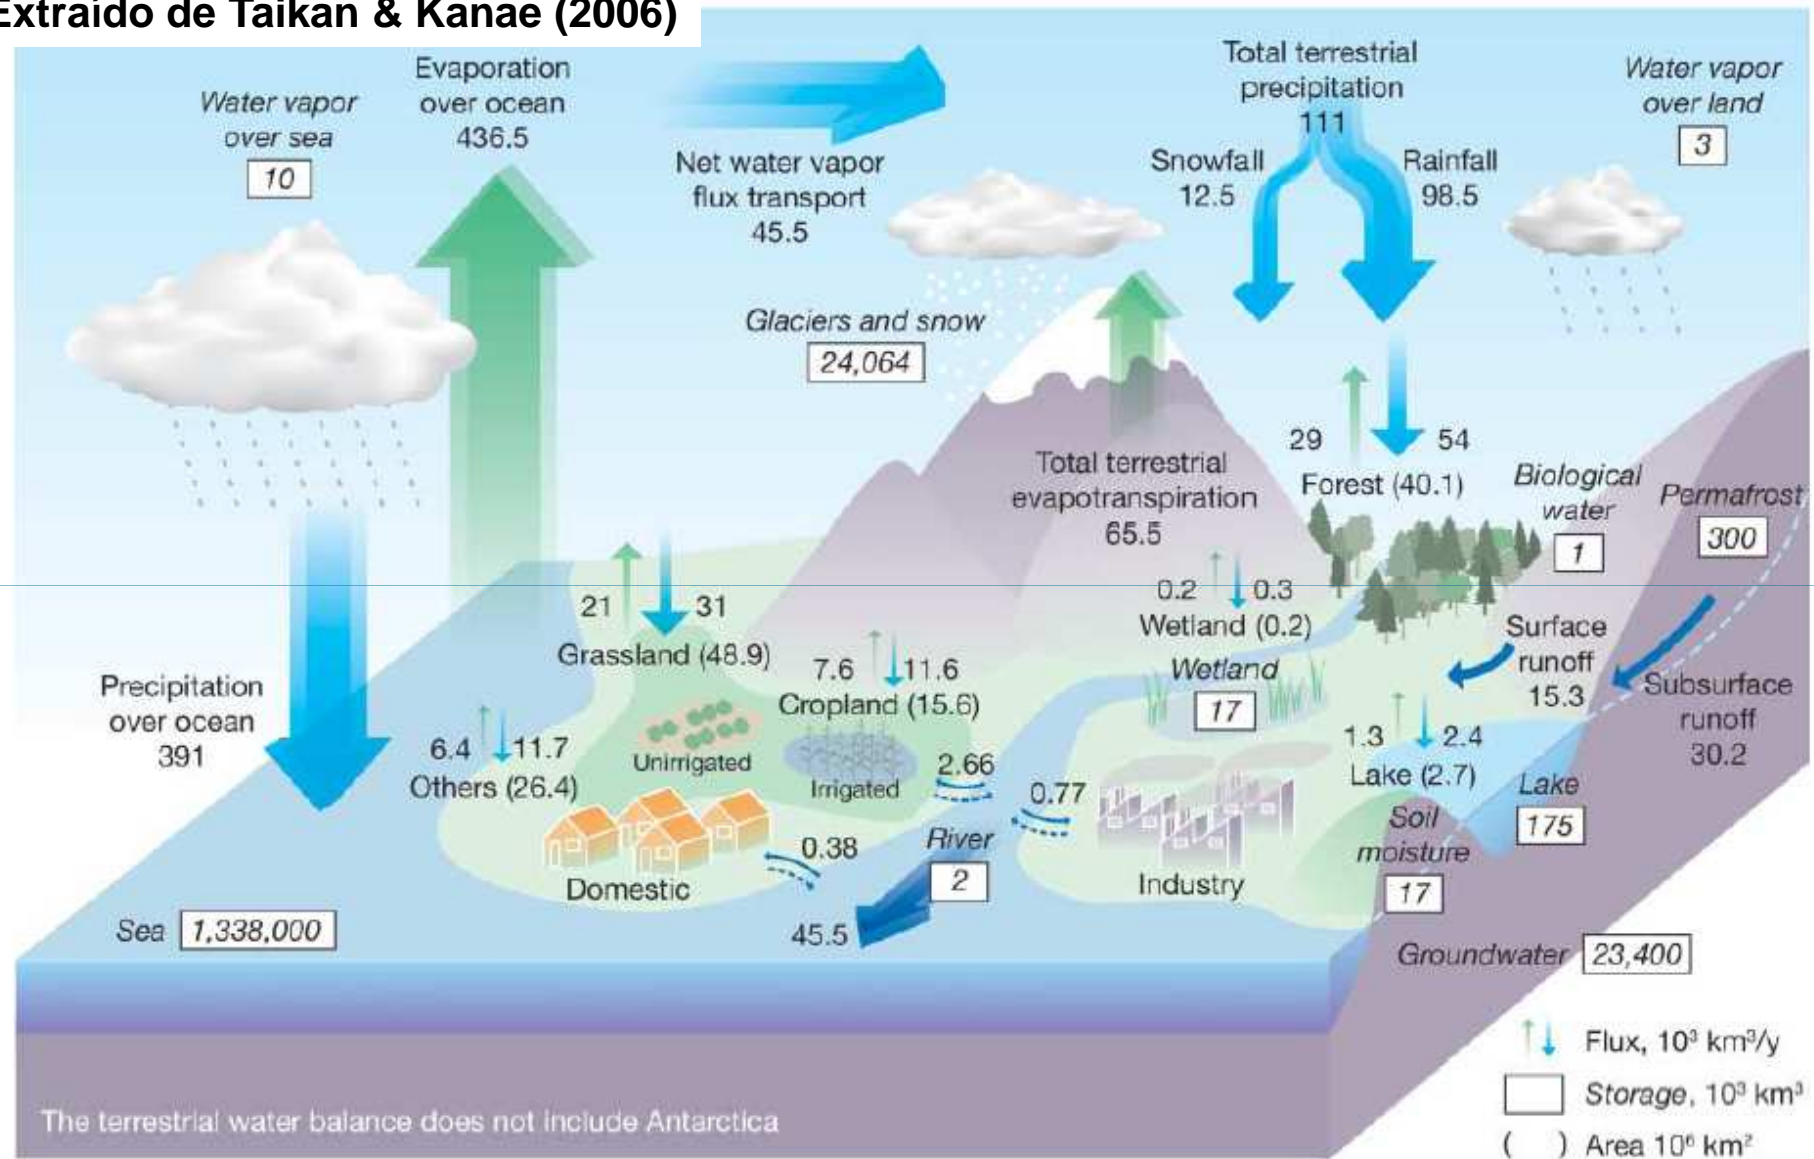 Extraído de Taikan & Kanae (2006)
Water vapor
over sea
10
Evaporation
over ocean
436.5
Net water vapor
flux transport
45.5
Total terrestrial
precipitation
111
Snowfall
12.5
Rainfall
98.5
Water vapor
over land
3
Glaciers and snow
24,064
Total terrestrial
evapotranspiration
65.5
29
54
Forest (40.1)
Biological
water
1
Permafrost
300
21
31
Grassland (48.9)
7.6
11.6
Cropland (15.6)
0.2
0.3
Wetland (0.2)
Wetland
17
Surface
runoff
15.3
Subsurface
runoff
30.2
Precipitation
over ocean
391
6.4
11.7
Others (26.4)
Unirrigated
Irrigated
2.66
0.77
1.3
2.4
Lake (2.7)
Lake
175
Soil
moisture
17
Domestic
0.38
River
2
45.5
Industry
Sea
1,338,000
Groundwater
23,400
Flux, 10³ km³/y
Storage, 10³ km³
( ) Area 10⁶ km²
The terrestrial water balance does not include Antarctica